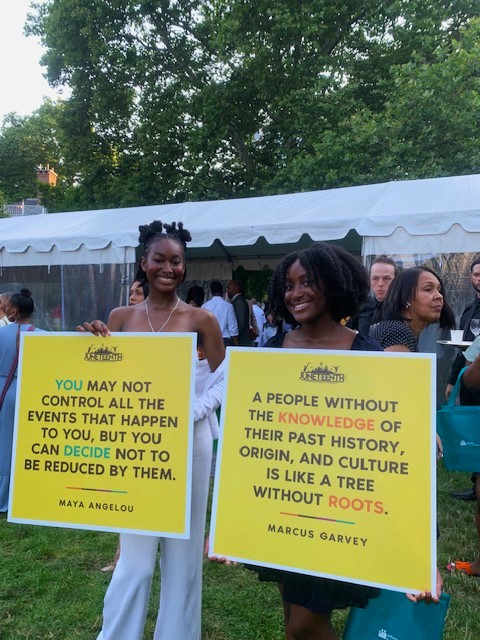 JUNETEENTH
YOU MAY NOT
CONTROL ALL THE
EVENTS THAT HAPPEN
TO YOU, BUT YOU
CAN DECIDE NOT TO
BE REDUCED BY THEM.
MAYA ANGELOU
JUNETEENTH
A PEOPLE WITHOUT
THE KNOWLEDGE OF
THEIR PAST HISTORY,
ORIGIN, AND CULTURE
IS LIKE A TREE
WITHOUT ROOTS.
MARCUS GARVEY